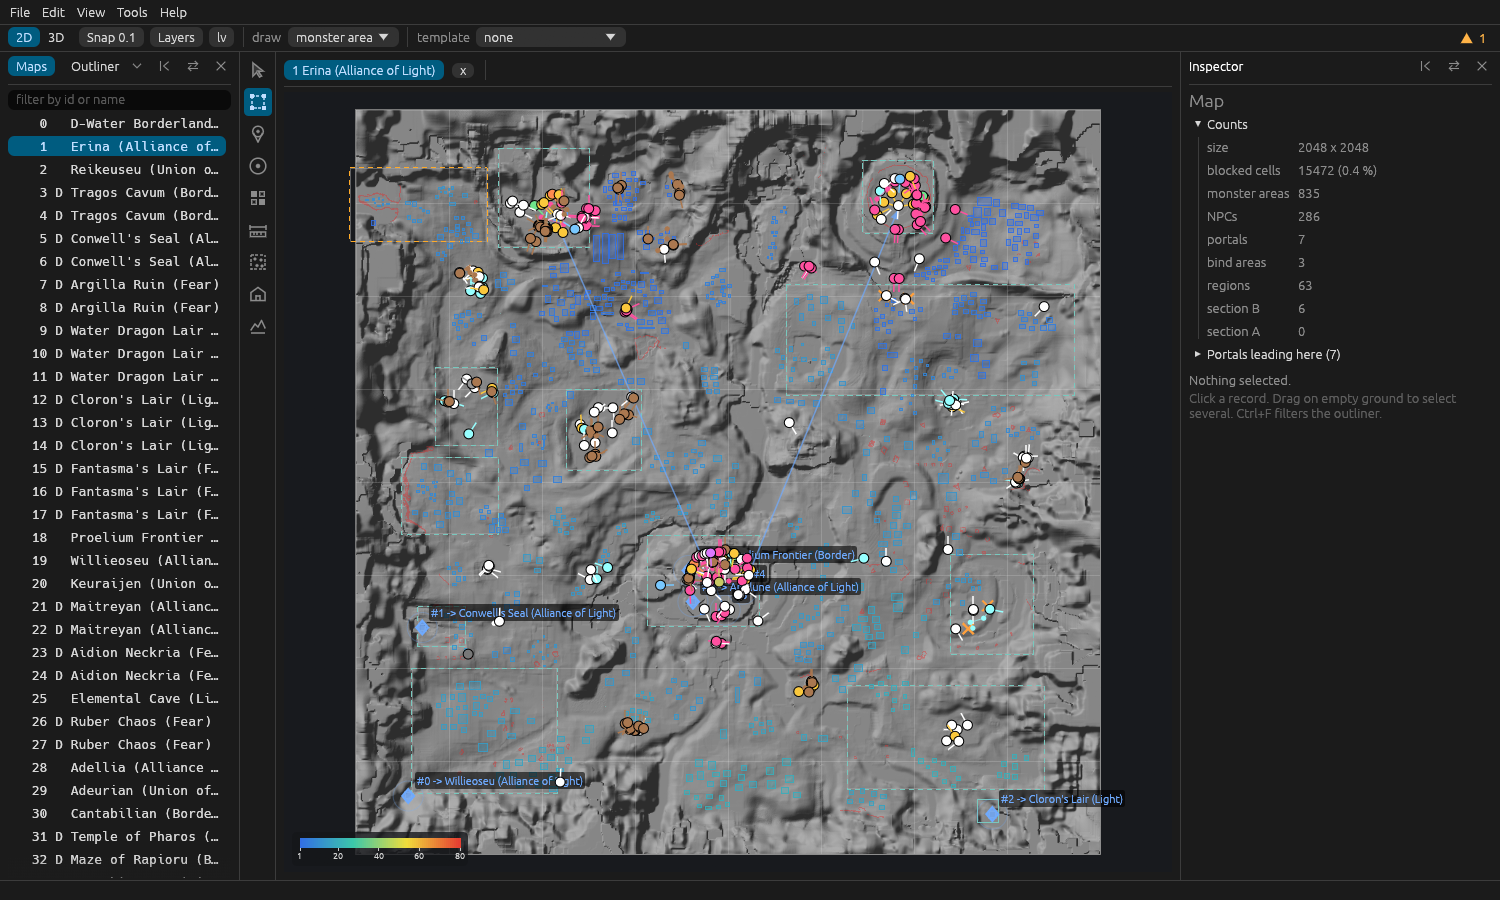 File Edit View Tools Help
2D 3D Snap 0.1 Layers lv draw monster area template none 1
Maps Outliner
filter by id or name
0 D-Water Borderland…
1 Erina (Alliance of…
2 Reikeuseu (Union o…
3 D Tragos Cavum (Bord…
4 D Tragos Cavum (Bord…
5 D Conwell's Seal (Al…
6 D Conwell's Seal (Al…
7 D Argilla Ruin (Fear)
8 D Argilla Ruin (Fear)
9 D Water Dragon Lair …
10 D Water Dragon Lair …
11 D Water Dragon Lair …
12 D Cloron's Lair (Lig…
13 D Cloron's Lair (Lig…
14 D Cloron's Lair (Lig…
15 D Fantasma's Lair (F…
16 D Fantasma's Lair (F…
17 D Fantasma's Lair (F…
18 Proelium Frontier …
19 Willieoseu (Allian…
20 Keuraijen (Union o…
21 D Maitreyan (Allianc…
22 D Maitreyan (Allianc…
23 D Aidion Neckria (Fe…
24 D Aidion Neckria (Fe…
25 Elemental Cave (Li…
26 D Ruber Chaos (Fear)
27 D Ruber Chaos (Fear)
28 Adellia (Alliance …
29 Adeurian (Union of…
30 Cantabilian (Borde…
31 D Temple of Pharos (…
32 D Maze of Rapioru (B…
1 Erina (Alliance of Light) x
ium Frontier (Border)
#4
une (Alliance of Light)
#1 -> Conwells Seal (Alliance of Light)
#0 -> Willieoseu (Alliance of ght)
#2 -> Cloron's Lair (Light)
1 20 40 60 80
Inspector
Map
Counts
size 2048 x 2048
blocked cells 15472 (0.4 %)
monster areas 835
NPCs 286
portals 7
bind areas 3
regions 63
section B 6
section A 0
Portals leading here (7)
Nothing selected.
Click a record. Drag on empty ground to select
several. Ctrl+F filters the outliner.